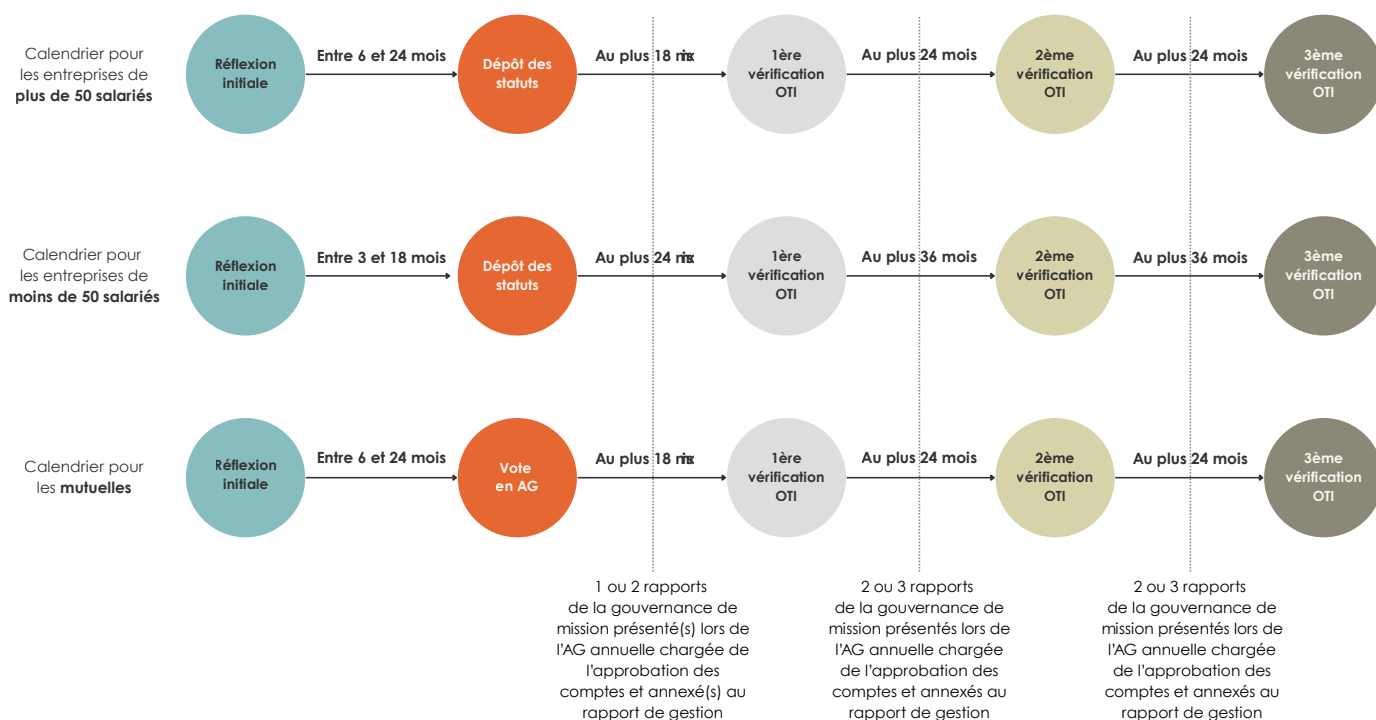 Calendrier pour
les entreprises de
plus de 50 salariés
Réflexion
initiale
Entre 6 et 24 mois
Dépôt des
statuts
Au plus 18
1ère
vérification
OTI
Au plus 24 mois
2ème
vérification
OTI
Au plus 24 mois
3ème
vérification
OTI
Calendrier pour
les entreprises de
moins de 50 salariés
Réflexion
initiale
Entre 3 et 18 mois
Dépôt des
statuts
Au plus 24
1ère
vérification
OTI
Au plus 36 mois
2ème
vérification
OTI
Au plus 36 mois
3ème
vérification
OTI
Calendrier pour
les mutuelles
Réflexion
initiale
Entre 6 et 24 mois
Vote
en AG
Au plus 18
1ère
vérification
OTI
Au plus 24 mois
2ème
vérification
OTI
Au plus 24 mois
3ème
vérification
OTI
1 ou 2 rapports
de la gouvernance de
mission présenté(s) lors de
l'AG annuelle chargée de
l'approbation des
comptes et annexé(s) au
rapport de gestion
2 ou 3 rapports
de la gouvernance de
mission présentés lors de
l'AG annuelle chargée
de l'approbation des
comptes et annexés au
rapport de gestion
2 ou 3 rapports
de la gouvernance de
mission présentés lors de
l'AG annuelle chargée
de l'approbation des
comptes et annexés au
rapport de gestion